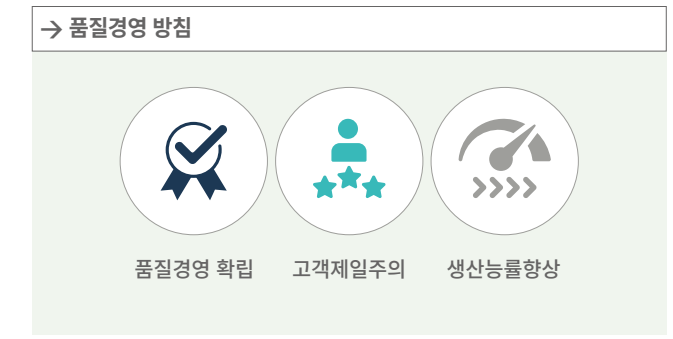 → 품질경영 방침
품질경영 확립
고객제일주의
생산능률향상